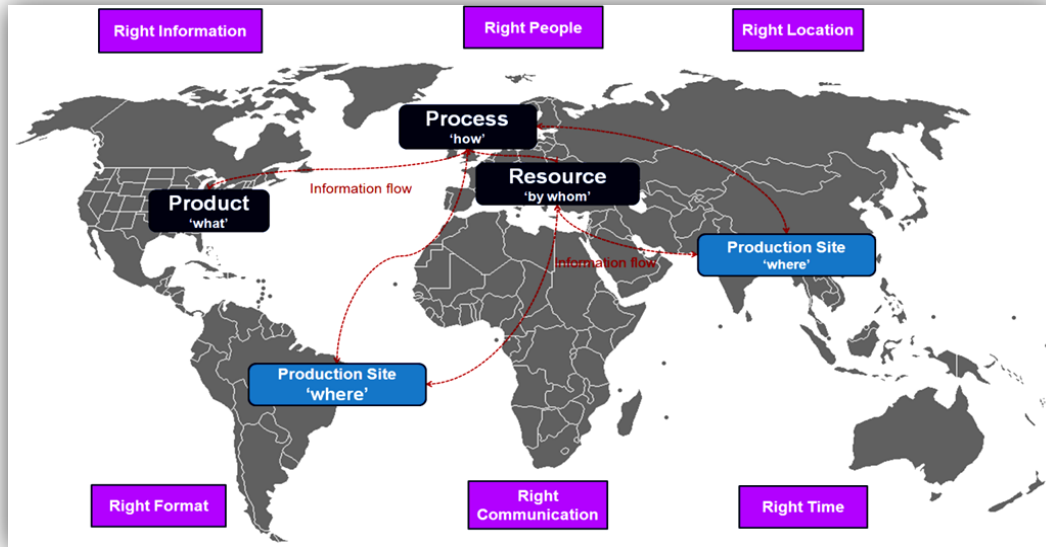 Right Information
Right People
Right Location
Process
‘how’
Information flow
Resource
‘by whom’
Product
‘what’
Production Site
‘where’
Information flow
Production Site
‘where’
Right Format
Right
Communication
Right Time